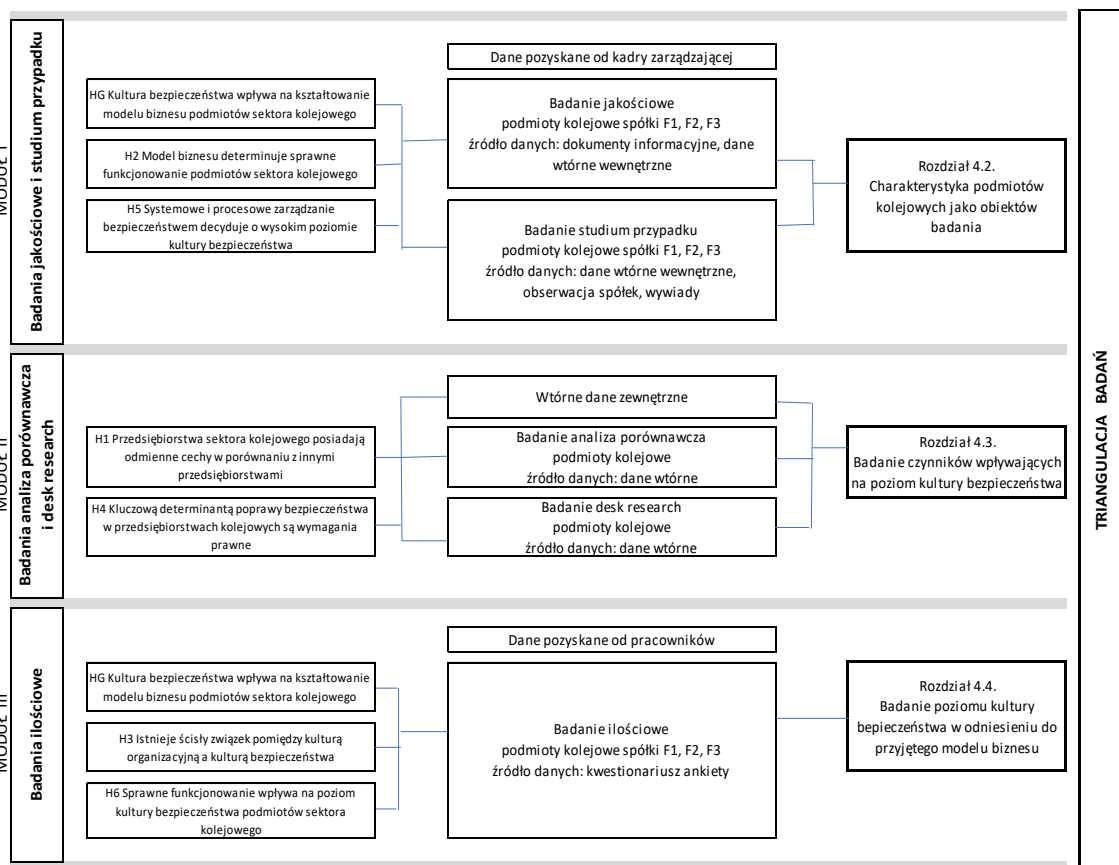 MODUŁ I
Badania jakościowe i studium przypadku
Dane pozyskane od kadry zarządzającej
HG Kultura bezpieczeństwa wpływa na kształtowanie
modelu biznesu podmiotów sektora kolejowego
H2 Model biznesu determinuje sprawne
funkcjonowanie podmiotów sektora kolejowego
H5 Systemowe i procesowe zarządzanie
bezpieczeństwem decyduje o wysokim poziomie
kultury bezpieczeństwa
Badanie jakościowe
podmioty kolejowe spółki F1, F2, F3
źródło danych: dokumenty informacyjne, dane
wtórne wewnętrzne
Badanie studium przypadku
podmioty kolejowe spółki F1, F2, F3
źródło danych: dane wtórne wewnętrzne,
obserwacja spółek, wywiady
Rozdział 4.2.
Charakterystyka podmiotów
kolejowych jako obiektów
badania
MODUŁ II
Badania analiza porównawcza
i desk research
H1 Przedsiębiorstwa sektora kolejowego posiadają
odmienne cechy w porównaniu z innymi
przedsiębiorstwami
H4 Kluczową determinantą poprawy bezpieczeństwa
w przedsiębiorstwach kolejowych są wymagania
prawne
Wtórne dane zewnętrzne
Badanie analiza porównawcza
podmioty kolejowe
źródło danych: dane wtórne
Badanie desk research
podmioty kolejowe
źródło danych: dane wtórne
Rozdział 4.3.
Badanie czynników wpływających
na poziom kultury bezpieczeństwa
MODUŁ III
Badania ilościowe
Dane pozyskane od pracowników
HG Kultura bezpieczeństwa wpływa na kształtowanie
modelu biznesu podmiotów sektora kolejowego
H3 Istnieje ścisły związek pomiędzy kulturą
organizacyjną a kulturą bezpieczeństwa
H6 Sprawne funkcjonowanie wpływa na poziom
kultury bezpieczeństwa podmiotów sektora
kolejowego
Badanie ilościowe
podmioty kolejowe spółki F1, F2, F3
źródło danych: kwestionariusz ankiety
Rozdział 4.4.
Badanie poziomu kultury
bepieczeństwa w odniesieniu do
przyjętego modelu biznesu
TRIANGULACJA BADAŃ